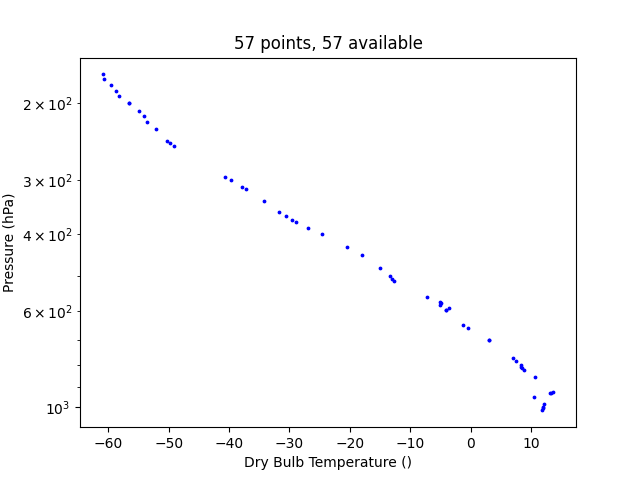 57 points, 57 available
Pressure (hPa)
2 × 10²
3 × 10²
4 × 10²
6 × 10²
10³
−60 −50 −40 −30 −20 −10 0 10
Dry Bulb Temperature ()